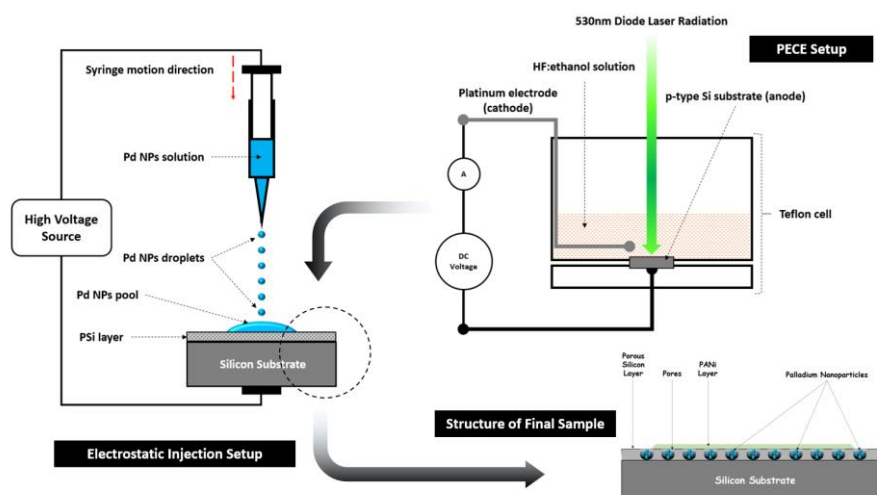 530nm Diode Laser Radiation
PECE Setup
HF:ethanol solution
Platinum electrode
(cathode)
p-type Si substrate (anode)
A
DC
Voltage
Teflon cell
Syringe motion direction
Pd NPs solution
High Voltage
Source
Pd NPs droplets
Pd NPs pool
PSi layer
Silicon Substrate
Electrostatic Injection Setup
Structure of Final Sample
Porous
Silicon
Layer
Pores
PANi
Layer
Palladium Nanoparticles
Silicon Substrate